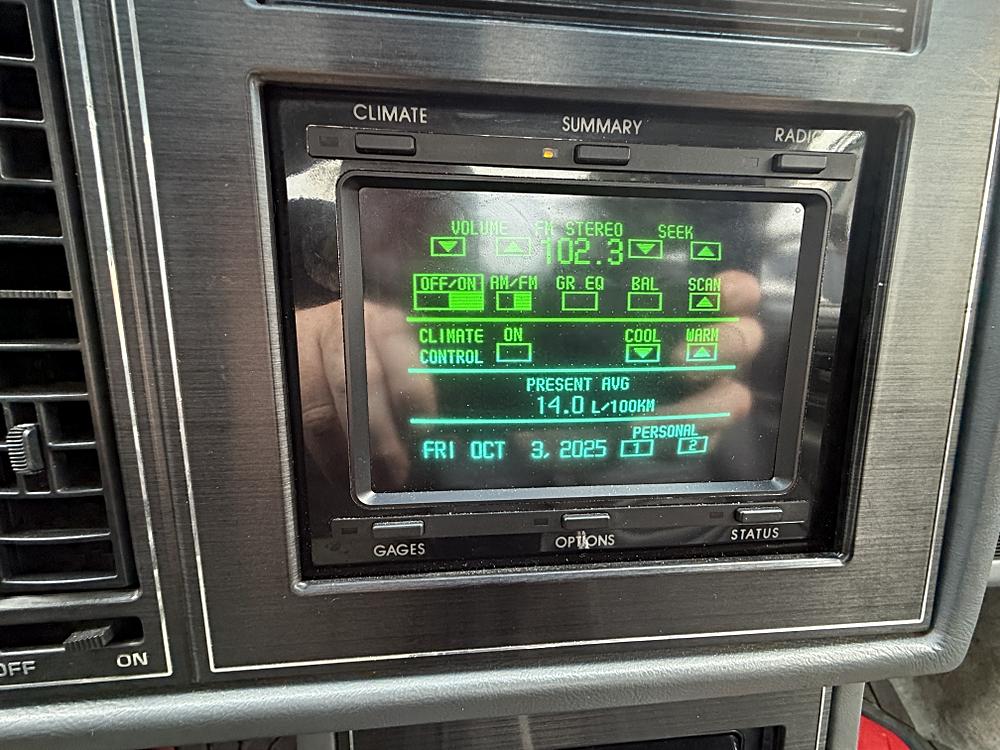 CLIMATE SUMMARY RADIO
VOLUME FM STEREO SEEK
102.3
OFF/ON AM/FM GR EQ BAL SCAN
CLIMATE ON COOL WARM
CONTROL
PRESENT AVG
14.0 L/100KM
PERSONAL
FRI OCT 3, 2025 1 2
GAGES OPTIONS STATUS
OFF ON